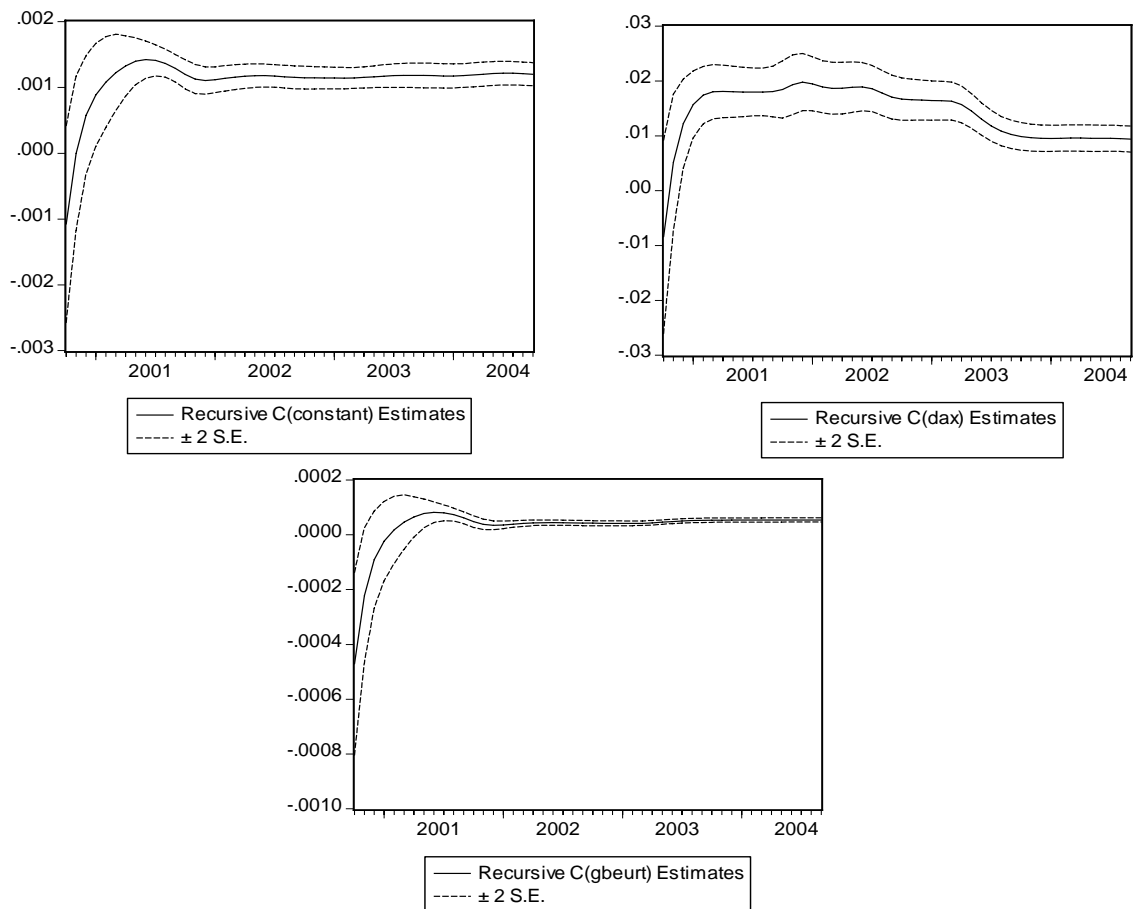 .002
.001
.000
-.001
-.002
-.003
2001 2002 2003 2004
Recursive C(constant) Estimates
± 2 S.E.
.03
.02
.01
.00
-.01
-.02
-.03
2001 2002 2003 2004
Recursive C(dax) Estimates
± 2 S.E.
.0002
.0000
-.0002
-.0004
-.0006
-.0008
-.0010
2001 2002 2003 2004
Recursive C(gbeurt) Estimates
± 2 S.E.